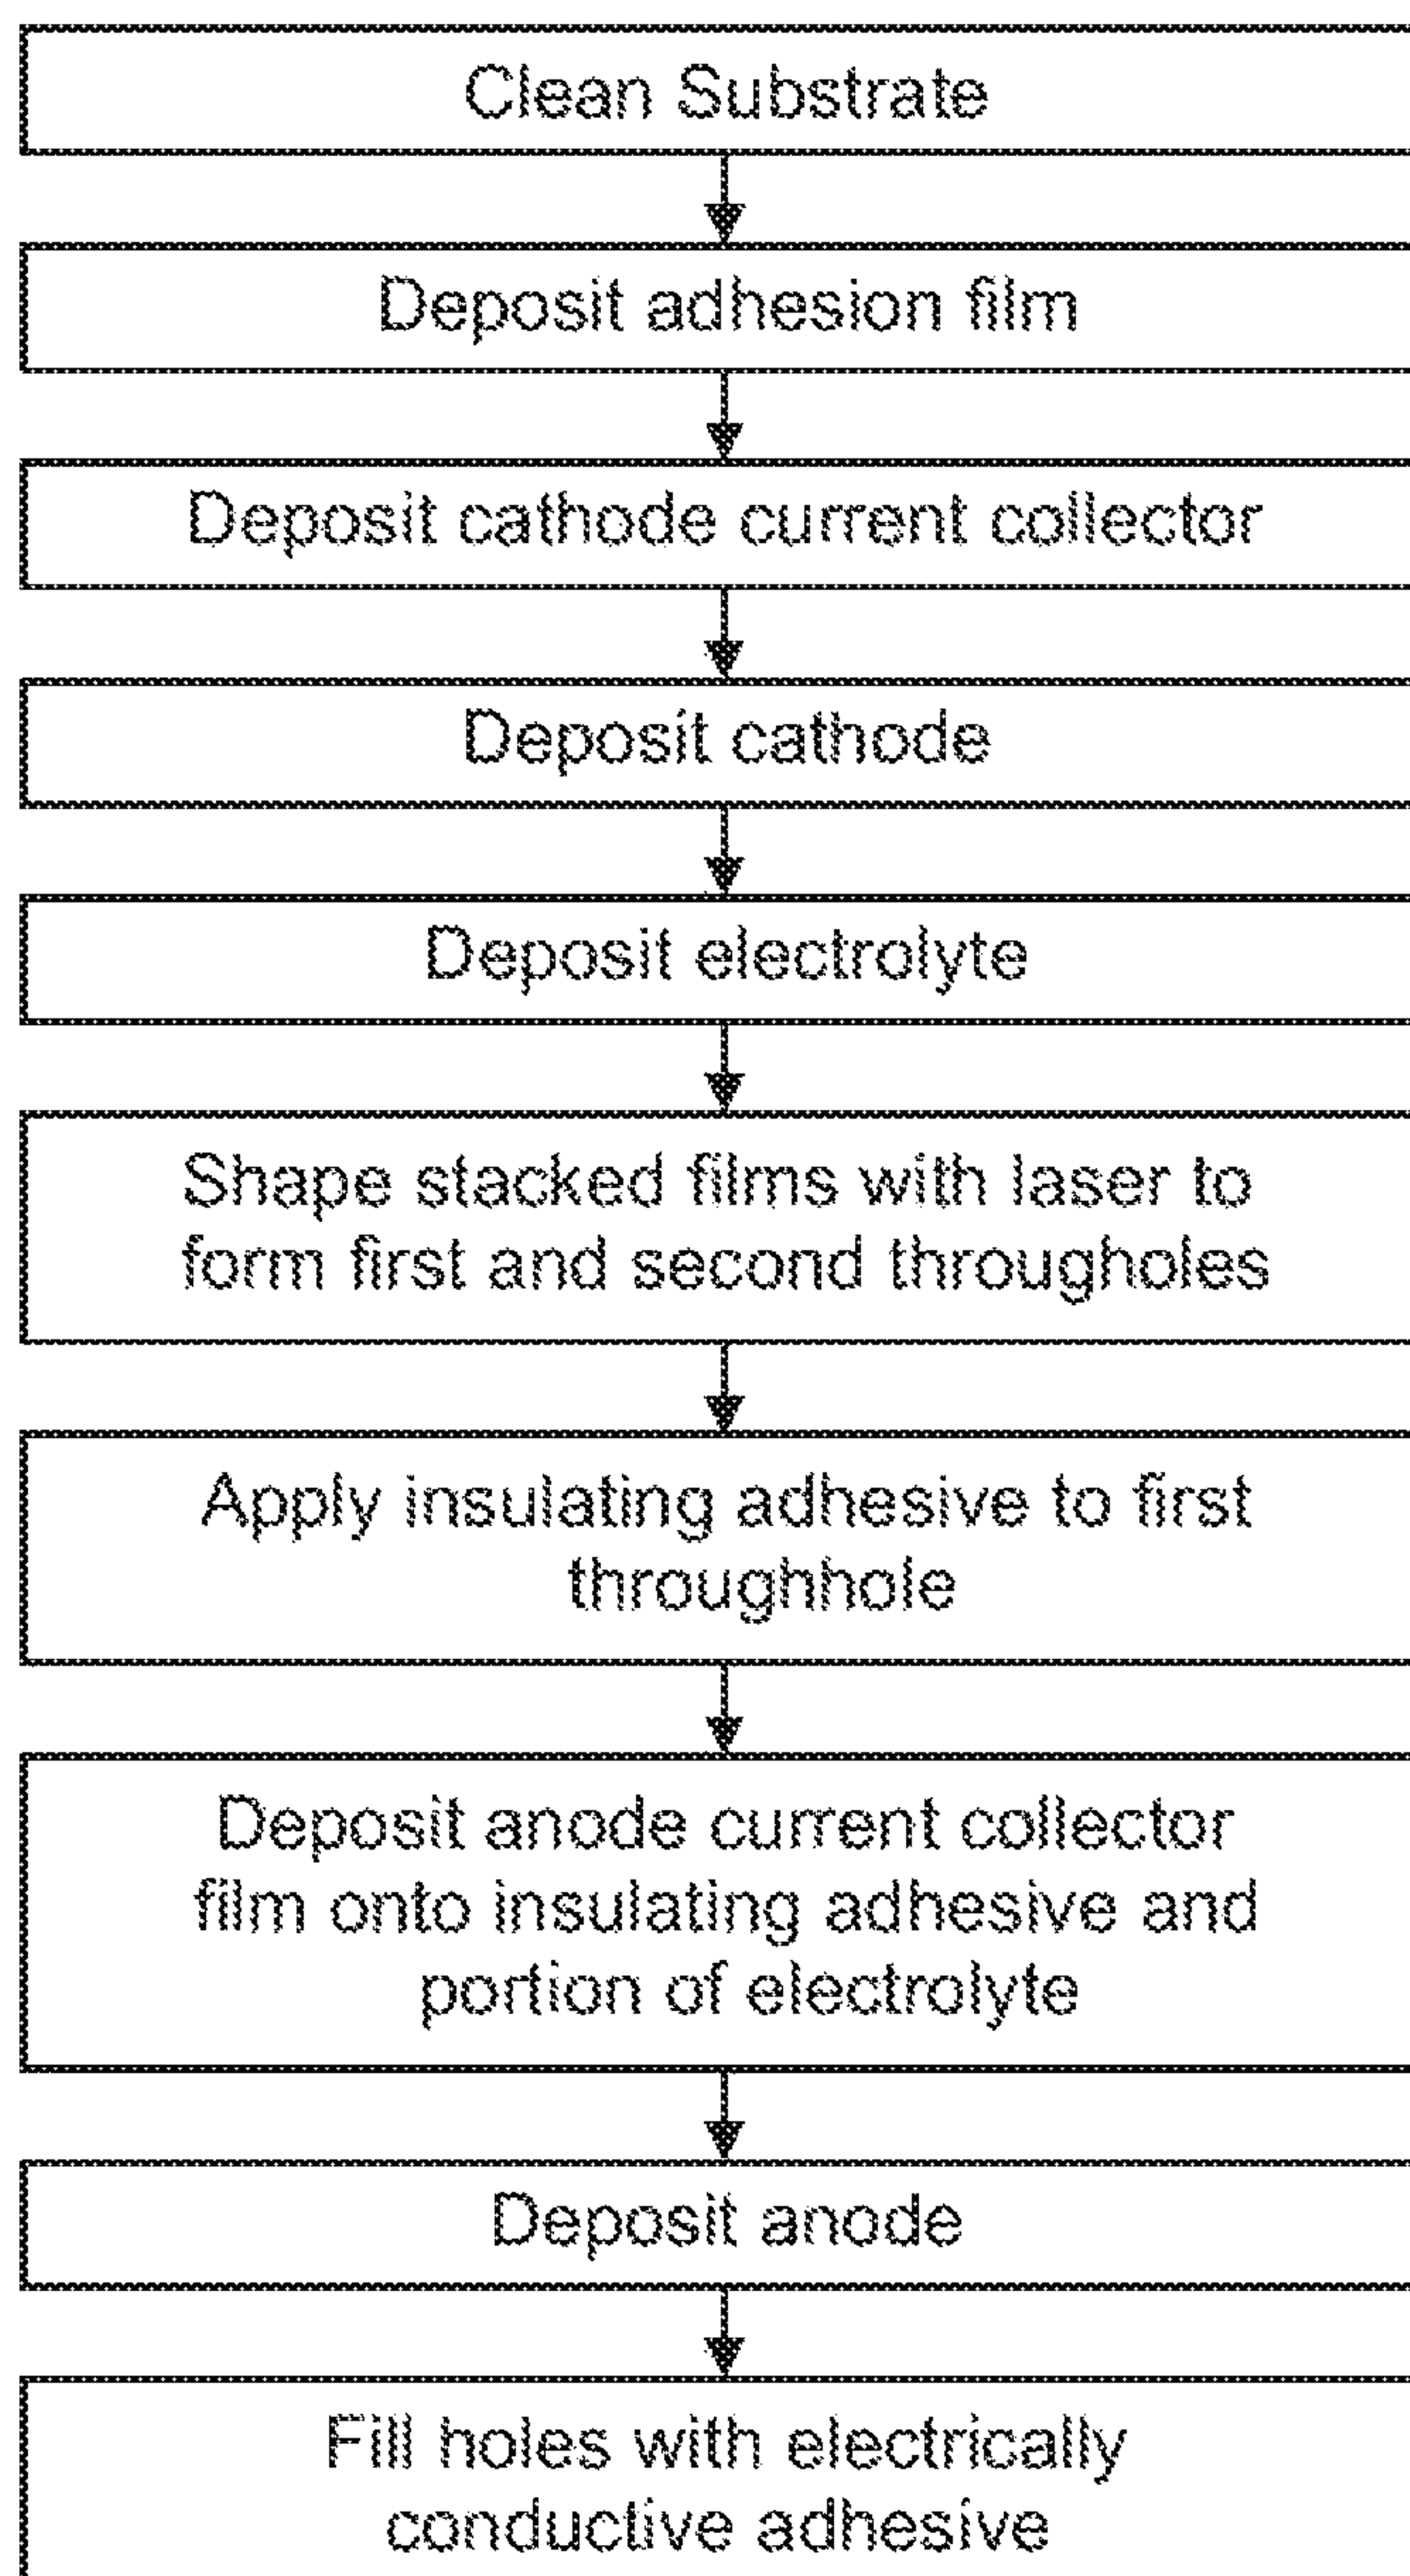 Clean Substrate
Deposit adhesion film
Deposit cathode current collector
Deposit cathode
Deposit electrolyte
Shape stacked films with laser to
form first and second througholes
Apply insulating adhesive to first
throughhole
Deposit anode current collector
film onto insulating adhesive and
portion of electrolyte
Deposit anode
Fill holes with electrically
conductive adhesive